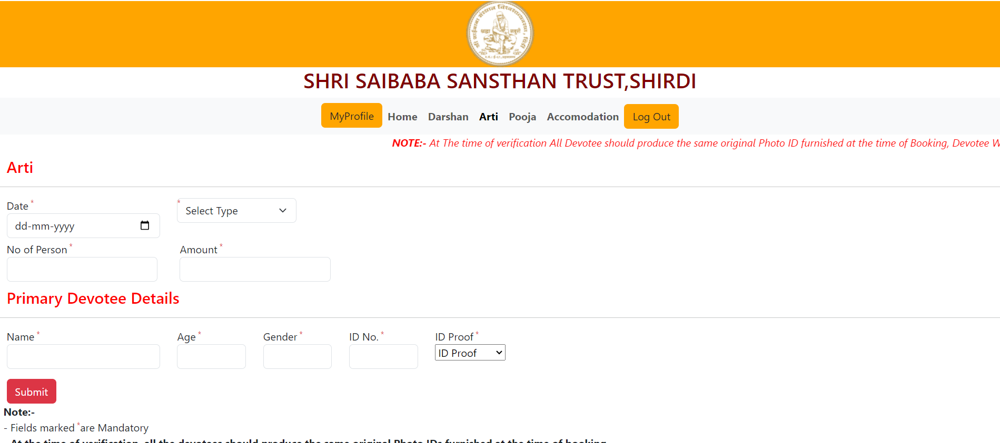 श्री साईबाबा संस्थान विश्वस्तव्यवस्था, शिर्डी
श्रद्धा सबुरी
SHRI SAIBABA SANSTHAN TRUST,SHIRDI
MyProfile Home Darshan Arti Pooja Accomodation Log Out
NOTE:- At The time of verification All Devotee should produce the same original Photo ID furnished at the time of Booking, Devotee W
Arti
Date * * Select Type
dd-mm-yyyy
No of Person * Amount *
Primary Devotee Details
Name * Age * Gender * ID No. * ID Proof *
ID Proof
Submit
Note:-
- Fields marked *are Mandatory
At the time of verification, all the devotees should produce the same original Photo IDs furnished at the time of booking